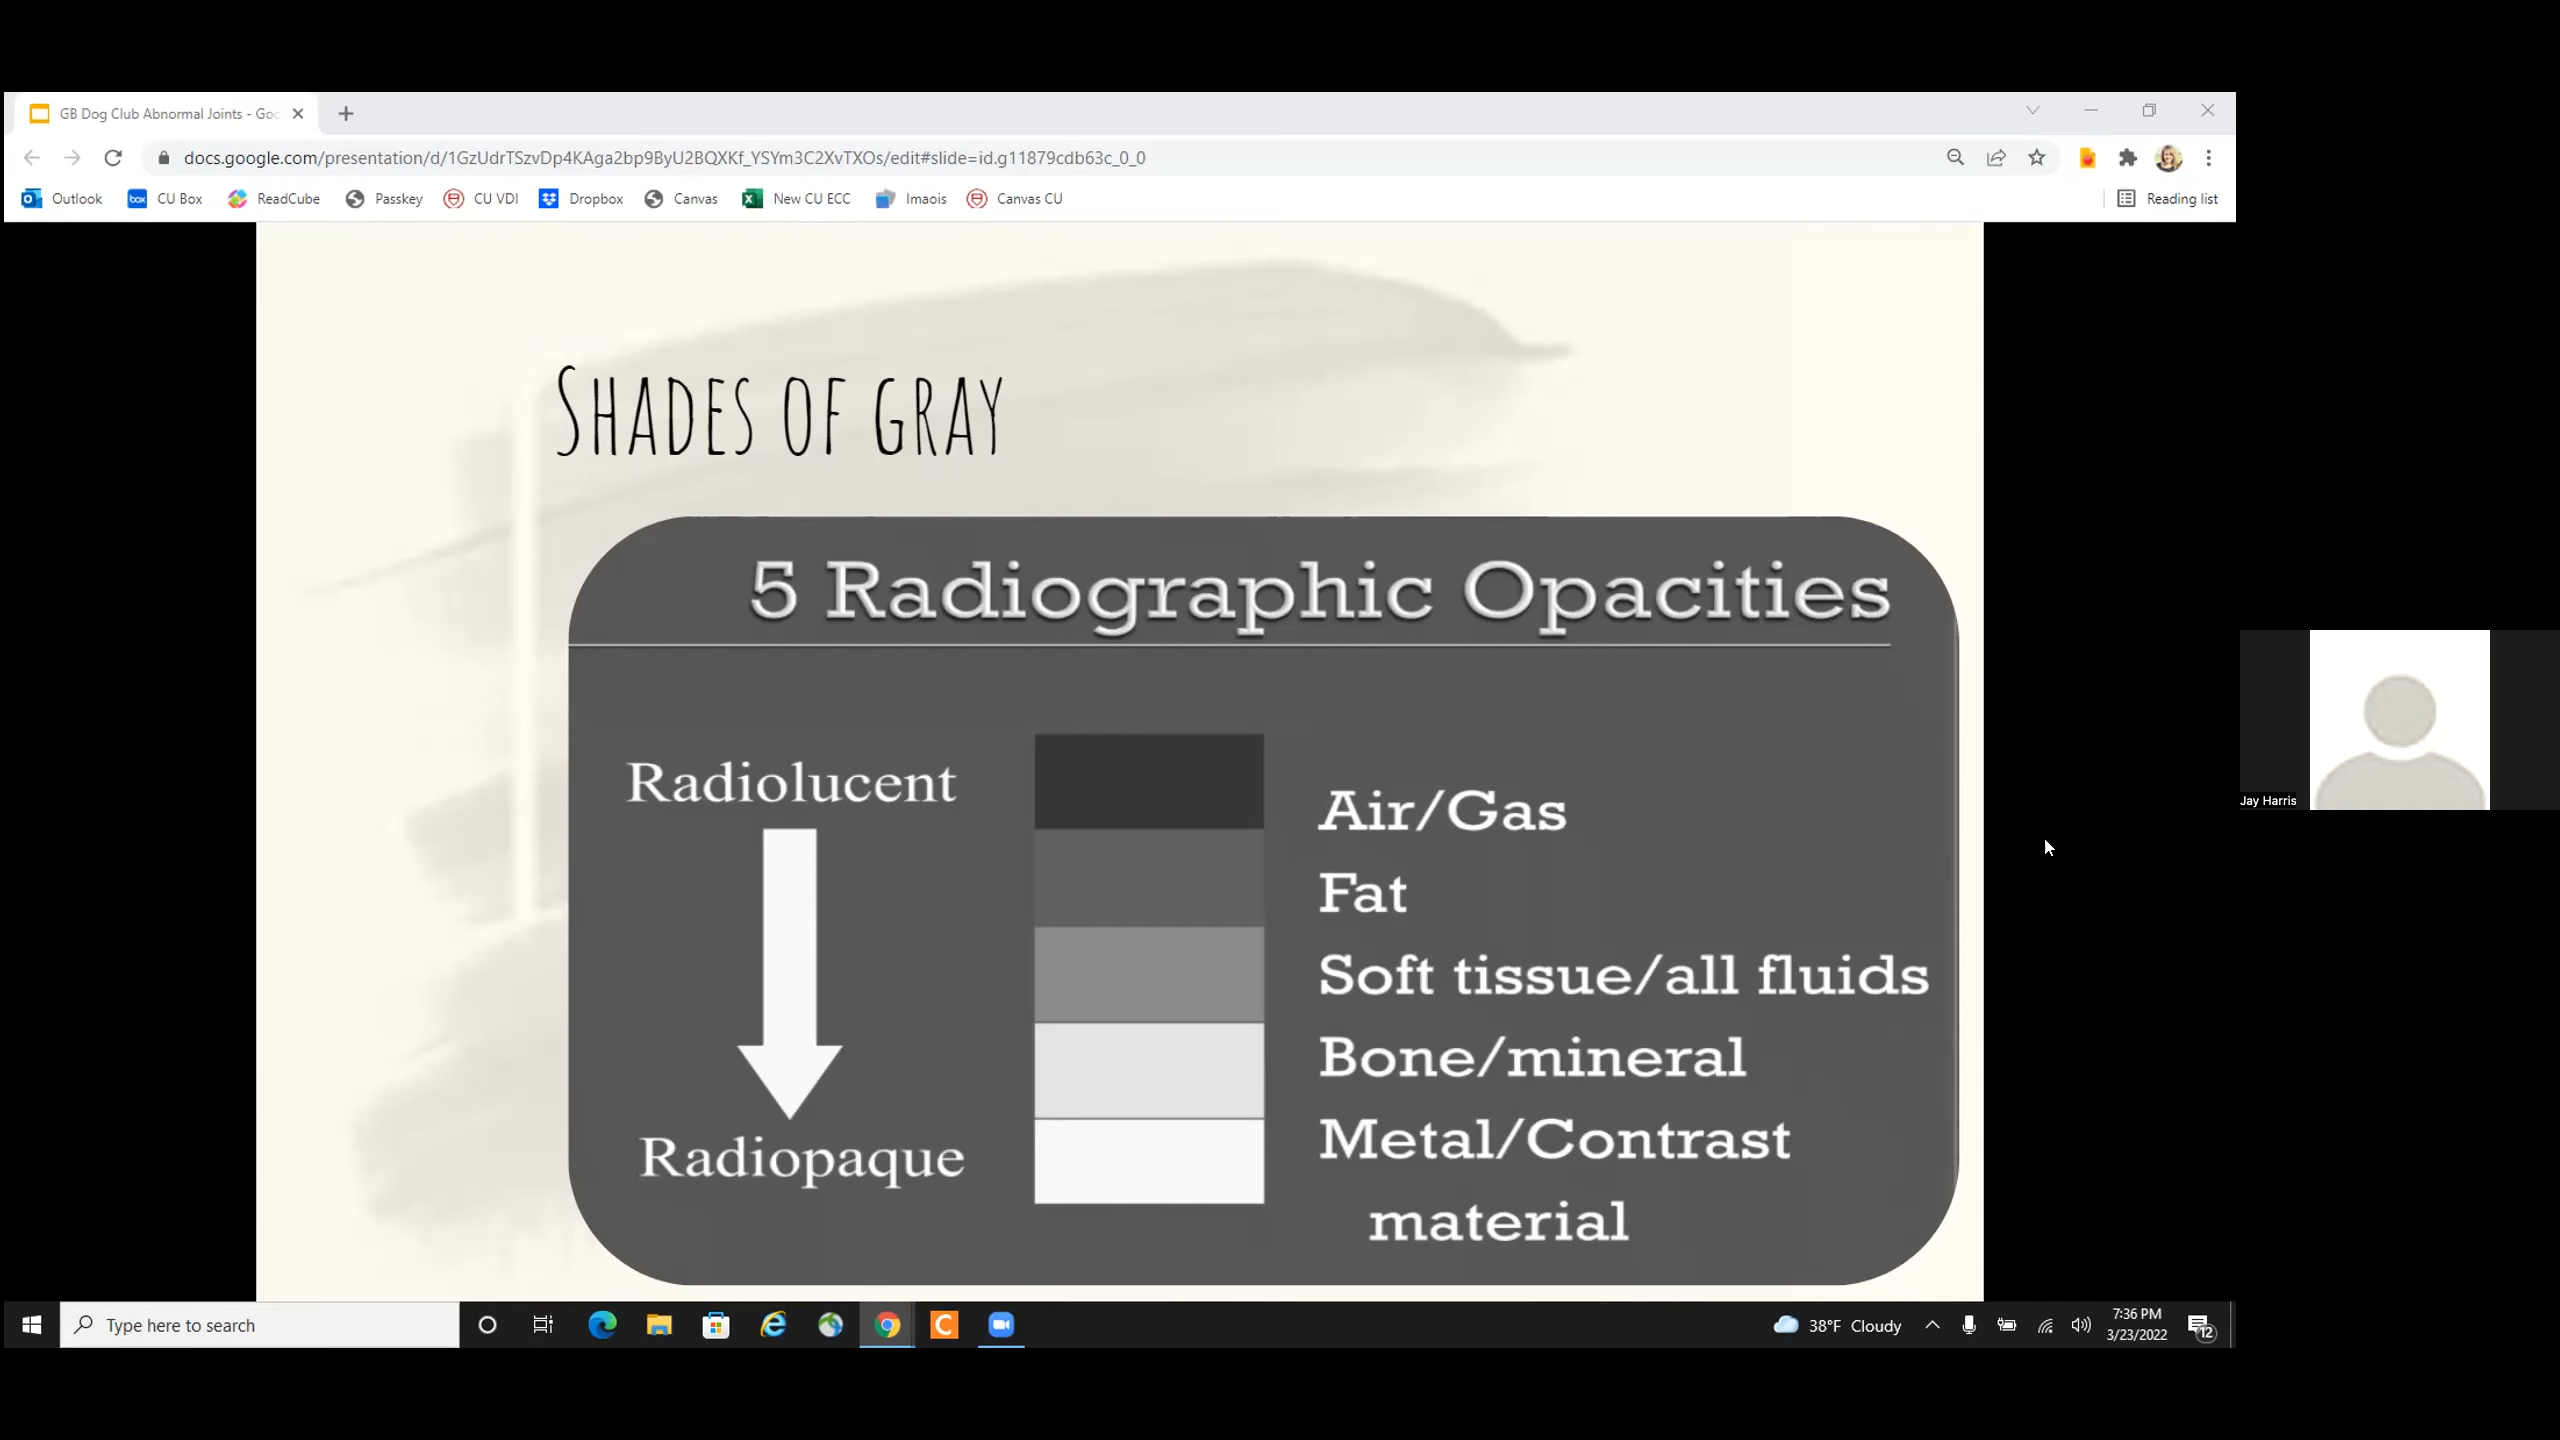 GB Dog Club Abnormal Joints - Goo
docs.google.com/presentation/d/1GzUdrTSzvDp4KAga2bp9ByU2BQXKf_YSYm3C2XvTXOs/edit#slide=id.g11879cdb63c_0_0
Outlook CU Box ReadCube Passkey CU VDI Dropbox Canvas New CU ECC Imaois Canvas CU Reading list
Shades of gray
5 Radiographic Opacities
Radiolucent
Air/Gas
Fat
Soft tissue/all fluids
Bone/mineral
Metal/Contrast
material
Radiopaque
Jay Harris
Type here to search
38°F Cloudy
7:36 PM
3/23/2022
12